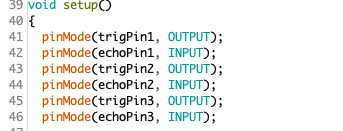 39 void setup()
40 {
41 pinMode(trigPin1, OUTPUT);
42 pinMode(echoPin1, INPUT);
43 pinMode(trigPin2, OUTPUT);
44 pinMode(echoPin2, INPUT);
45 pinMode(trigPin3, OUTPUT);
46 pinMode(echoPin3, INPUT);